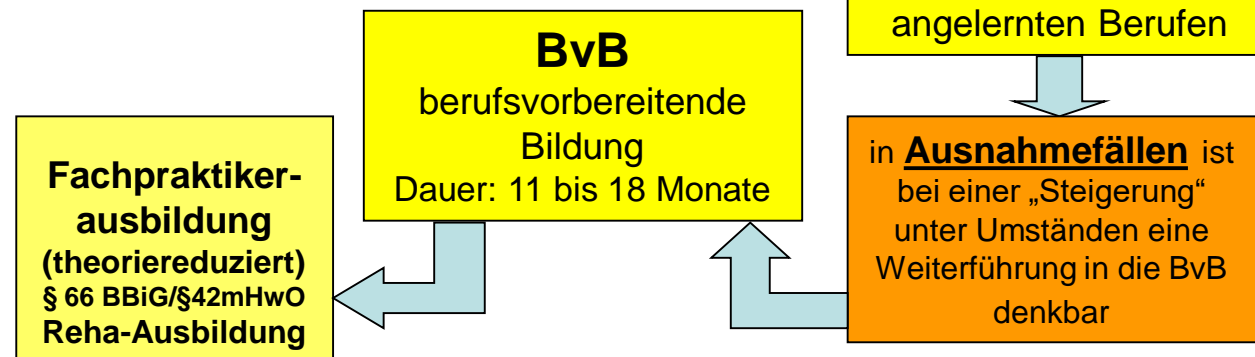 angelernten Berufen
BvB
berufsvorbereitende
Bildung
Dauer: 11 bis 18 Monate
Fachpraktiker-
ausbildung
(theoriereduziert)
§ 66 BBiG/§42mHwO
Reha-Ausbildung
in Ausnahmefällen ist
bei einer „Steigerung“
unter Umständen eine
Weiterführung in die BvB
denkbar